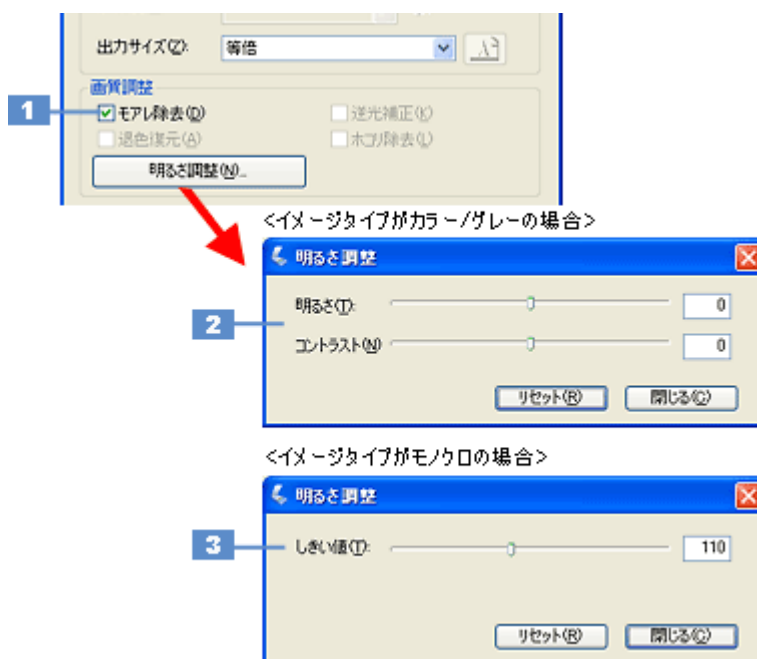 出力サイズ(Z): 等倍
画質調整
1 モアレ除去(D) 逆光補正(K)
退色復元(A) ホコリ除去(L)
明るさ調整(N)...
<イメージタイプがカラー/グレーの場合>
明るさ調整
2
明るさ(T): 0
コントラスト(N) 0
リセット(R) 閉じる(C)
<イメージタイプがモノクロの場合>
明るさ調整
3 しきい値(T): 110
リセット(R) 閉じる(C)